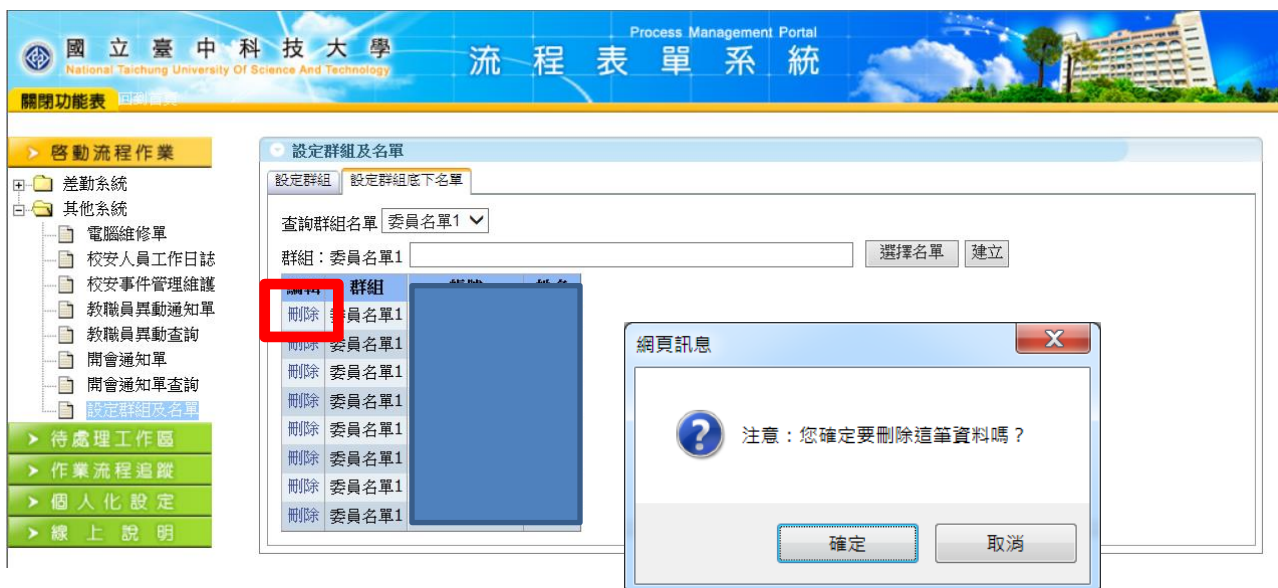 國立臺中科技大學
National Taichung University Of Science And Technology
Process Management Portal
流程表單系統
關閉功能表 回到首頁
啓動流程作業
差勤系統
其他系統
電腦維修單
校安人員工作日誌
校安事件管理維護
教職員異動通知單
教職員異動查詢
開會通知單
開會通知單查詢
設定群組及名單
待處理工作區
作業流程追蹤
個人化設定
線上說明
設定群組及名單
設定群組 設定群組底下名單
查詢群組名單 委員名單1
群組：委員名單1 選擇名單 建立
群組
刪除 委員名單1
刪除 委員名單1
刪除 委員名單1
刪除 委員名單1
刪除 委員名單1
刪除 委員名單1
刪除 委員名單1
刪除 委員名單1
網頁訊息
X
注意：您確定要刪除這筆資料嗎？
確定 取消